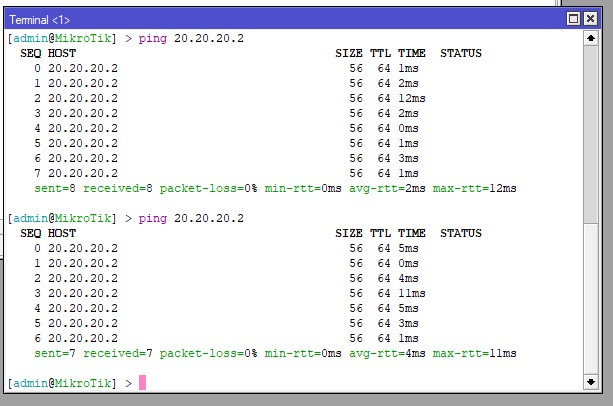 Terminal <1>
[admin@MikroTik] > ping 20.20.20.2
SEQ HOST SIZE TTL TIME STATUS
0 20.20.20.2 56 64 1ms
1 20.20.20.2 56 64 2ms
2 20.20.20.2 56 64 12ms
3 20.20.20.2 56 64 2ms
4 20.20.20.2 56 64 0ms
5 20.20.20.2 56 64 1ms
6 20.20.20.2 56 64 3ms
7 20.20.20.2 56 64 1ms
sent=8 received=8 packet-loss=0% min-rtt=0ms avg-rtt=2ms max-rtt=12ms
[admin@MikroTik] > ping 20.20.20.2
SEQ HOST SIZE TTL TIME STATUS
0 20.20.20.2 56 64 5ms
1 20.20.20.2 56 64 0ms
2 20.20.20.2 56 64 4ms
3 20.20.20.2 56 64 11ms
4 20.20.20.2 56 64 5ms
5 20.20.20.2 56 64 3ms
6 20.20.20.2 56 64 1ms
sent=7 received=7 packet-loss=0% min-rtt=0ms avg-rtt=4ms max-rtt=11ms
[admin@MikroTik] >